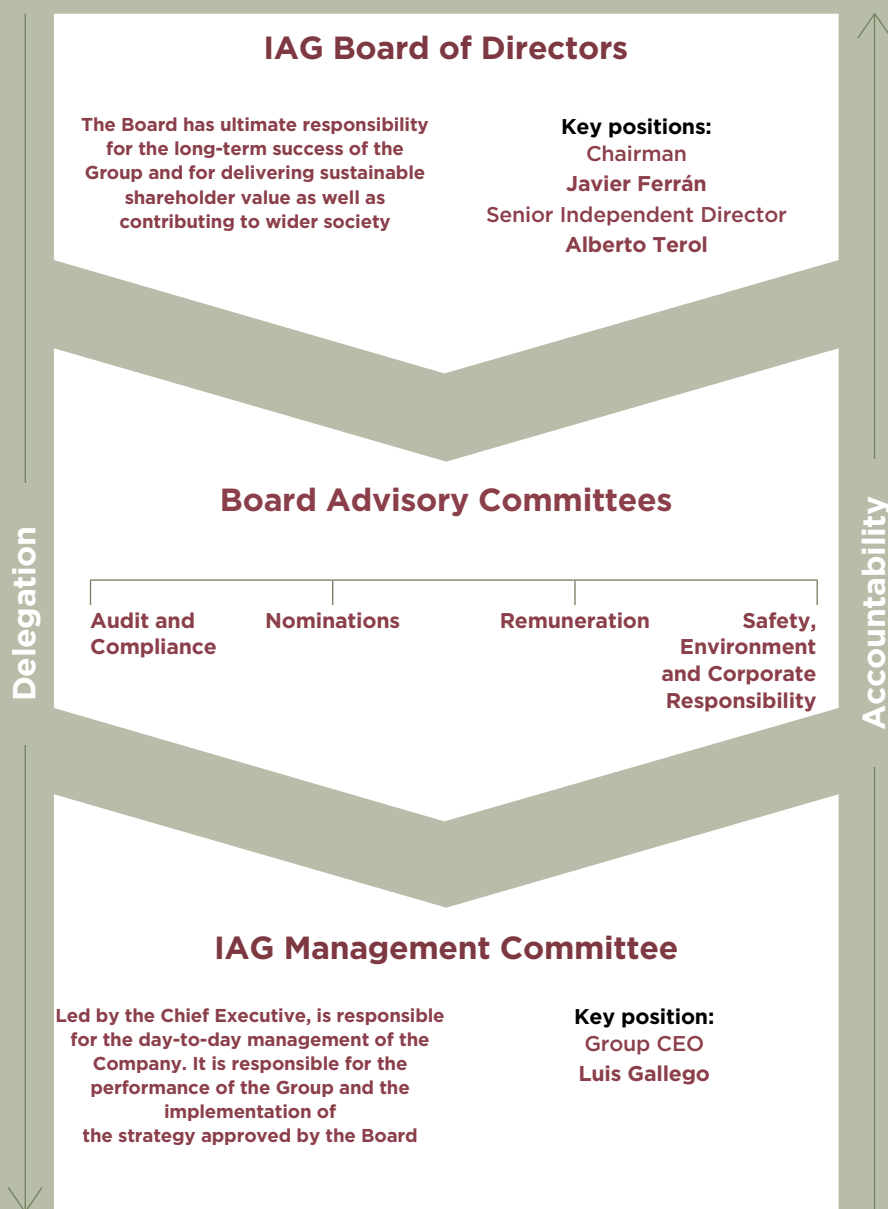 IAG Board of Directors
The Board has ultimate responsibility
for the long-term success of the
Group and for delivering sustainable
shareholder value as well as
contributing to wider society
Key positions:
Chairman
Javier Ferrán
Senior Independent Director
Alberto Terol
Delegation
Accountability
Board Advisory Committees
Audit and
Compliance
Nominations
Remuneration
Safety,
Environment
and Corporate
Responsibility
IAG Management Committee
Led by the Chief Executive, is responsible
for the day-to-day management of the
Company. It is responsible for the
performance of the Group and the
implementation of
the strategy approved by the Board
Key position:
Group CEO
Luis Gallego